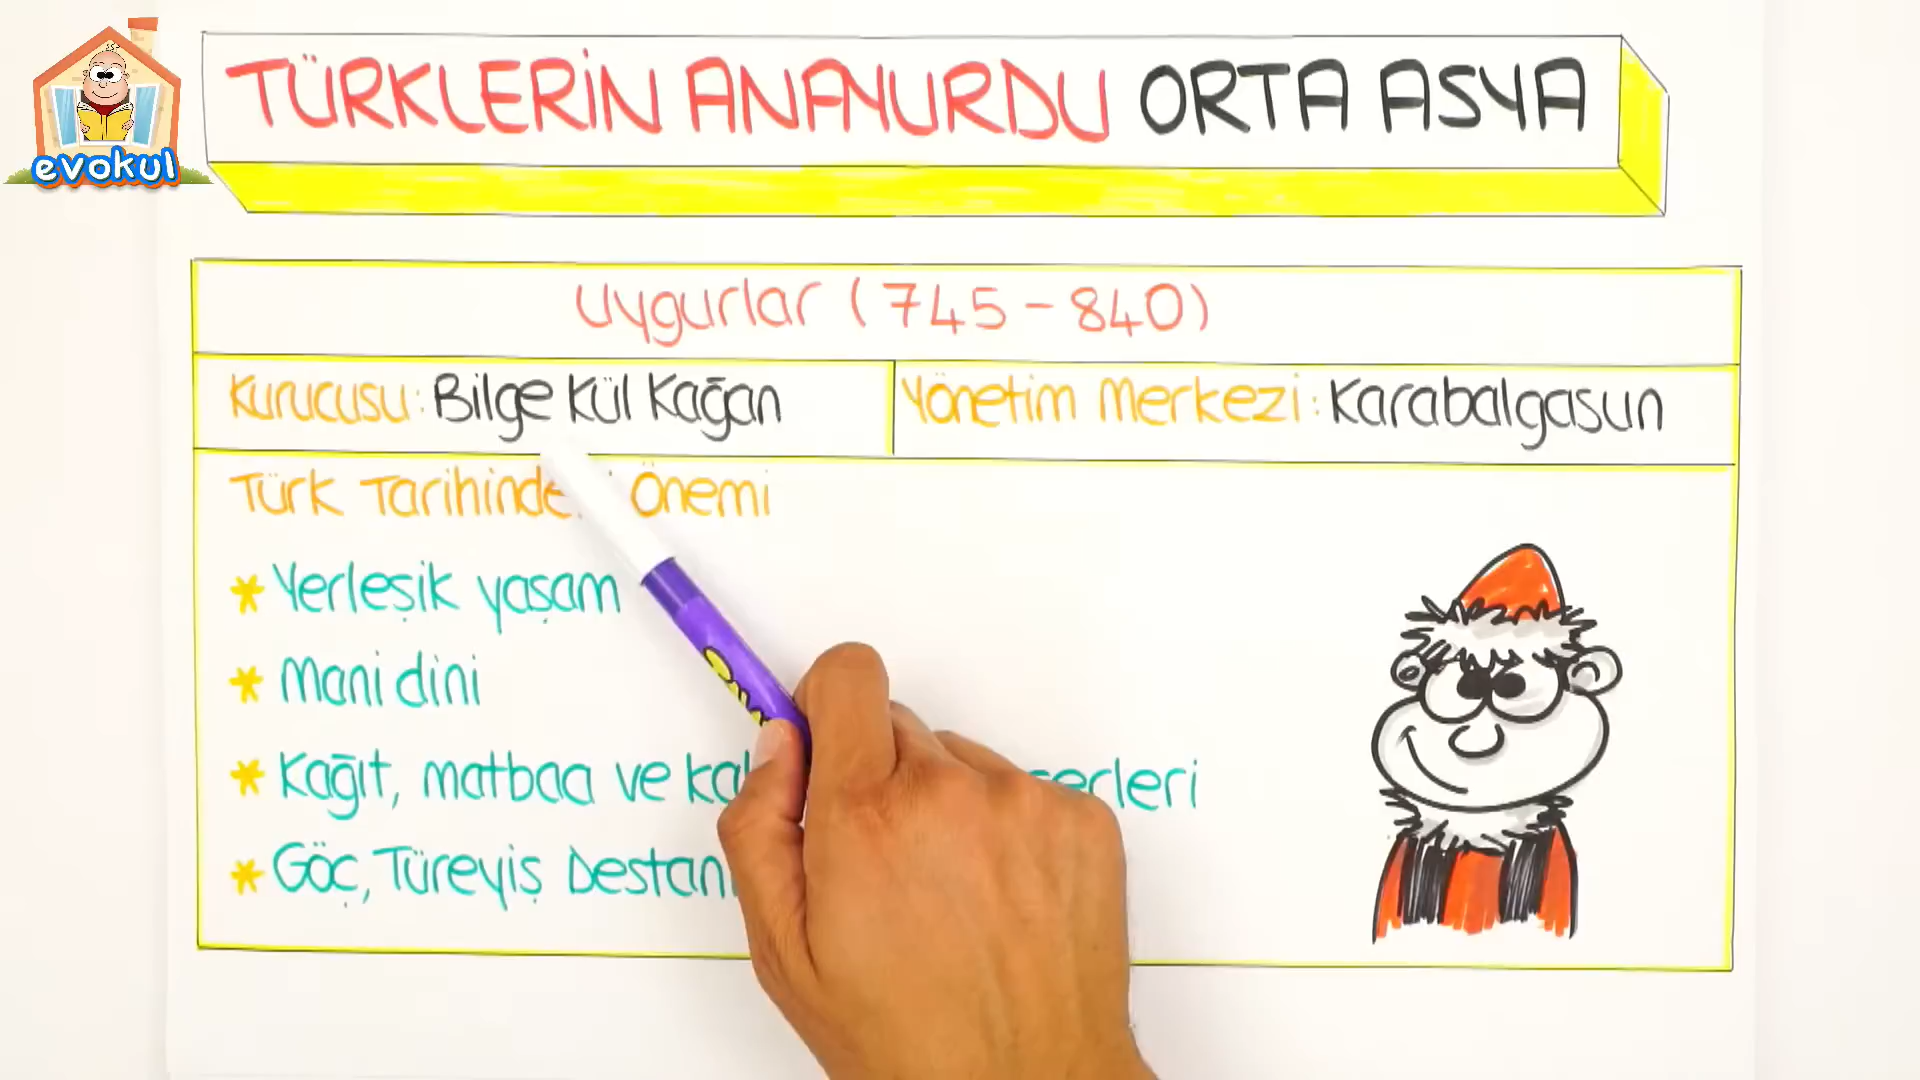 evokul
TÜRKLERİN ANAYURDU ORTA ASYA
Uygurlar (745 - 840)
Kurucusu: Bilge Kül Kağan
Yönetim Merkezi: Karabalgasun
Türk Önemi
* Yerleşik yaşam
* Mani dini
* Kağıt, matbaa ve
* Göç, Türeyiş